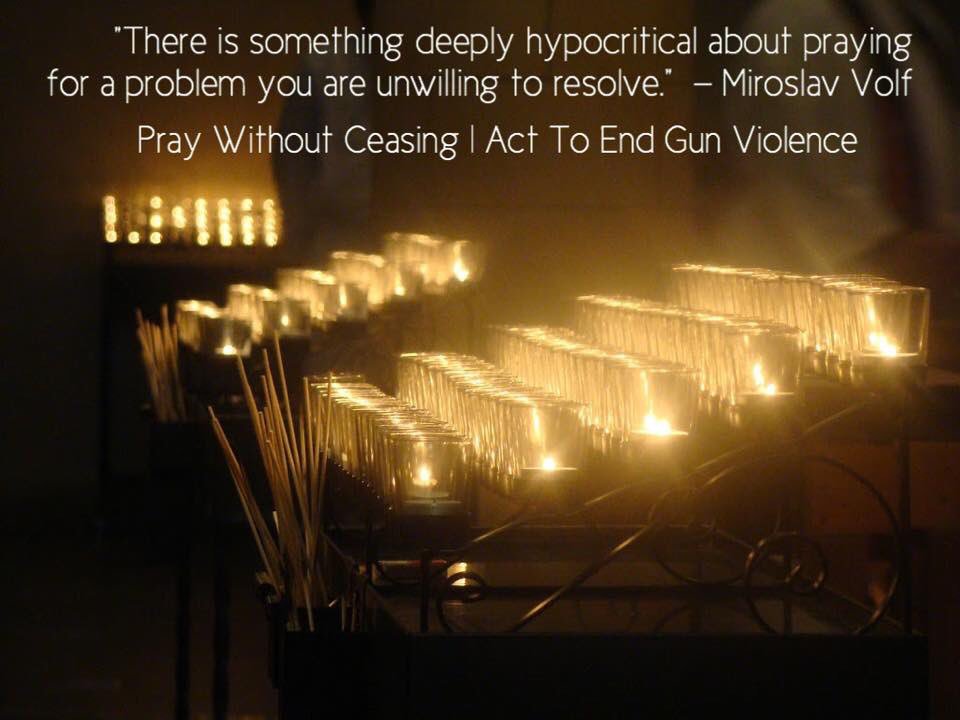 "There is something deeply hypocritical about praying
for a problem you are unwilling to resolve." – Miroslav Volf
Pray Without Ceasing | Act To End Gun Violence